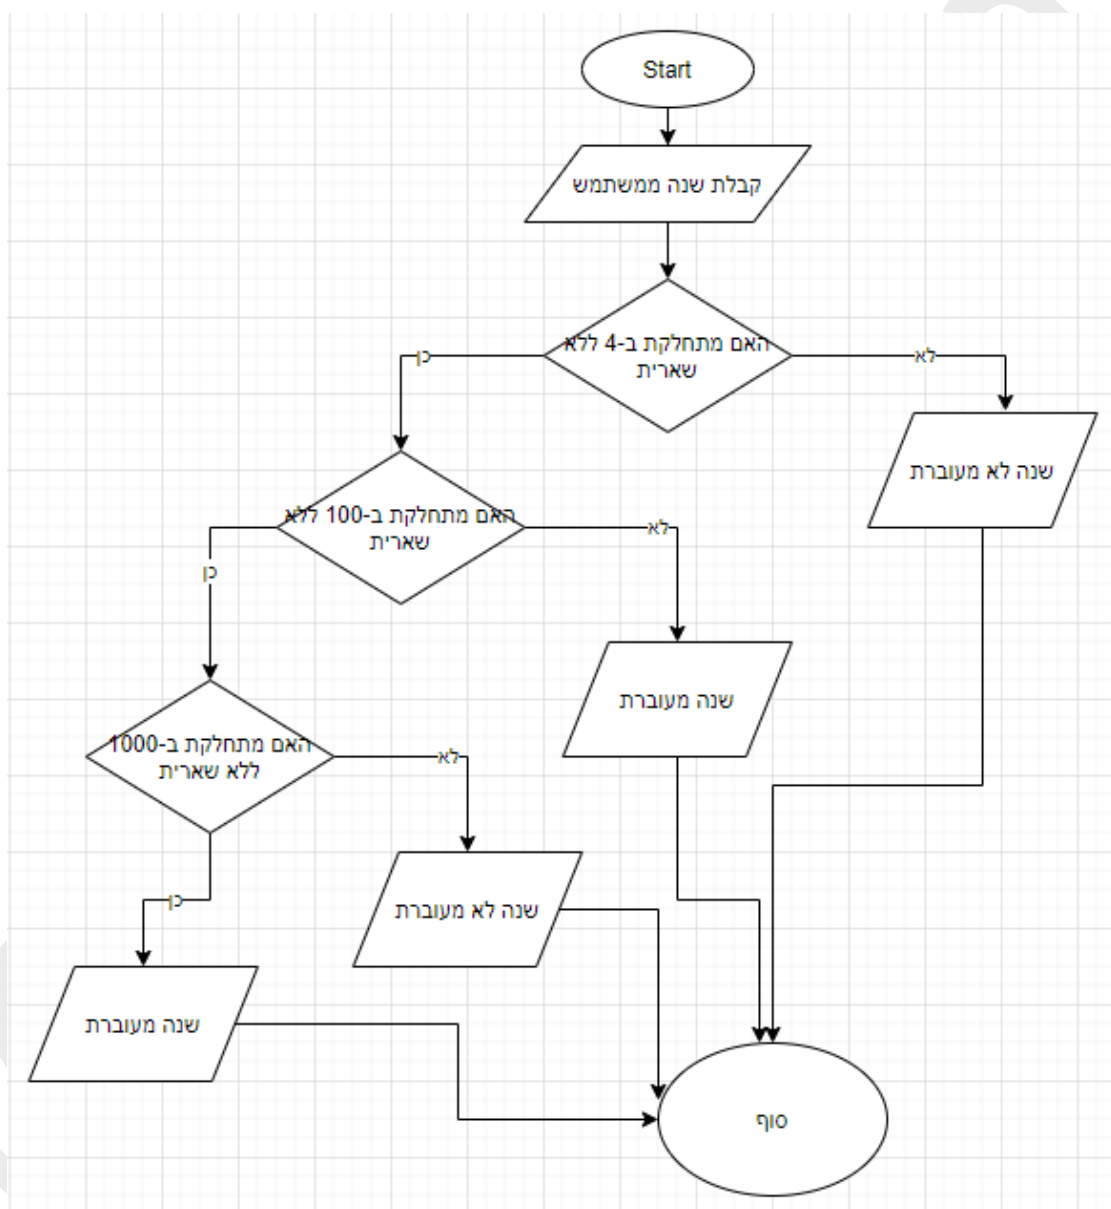 Start
קבלת שנה ממשתמש
האם מתחלקת ב-4 ללא
שארית
כן
לא
שנה לא מעוברת
האם מתחלקת ב-100 ללא
שארית
לא
כן
שנה מעוברת
האם מתחלקת ב-1000
ללא שארית
לא
כן
שנה לא מעוברת
שנה מעוברת
סוף